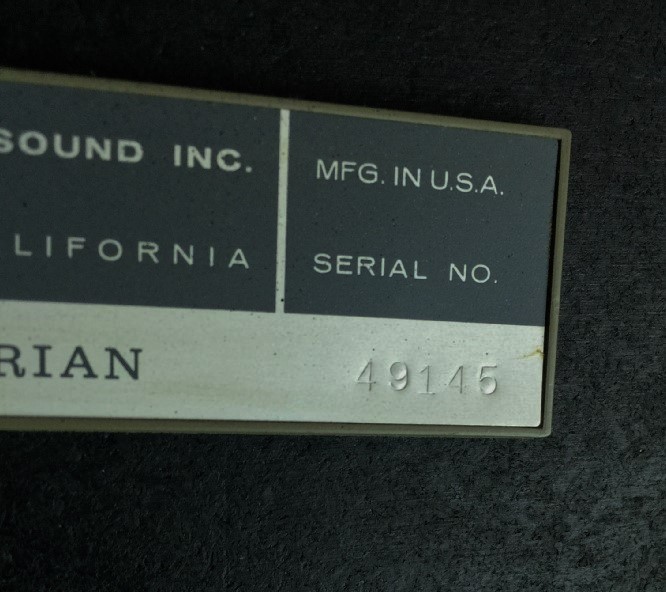 SOUND INC.
MFG. IN U.S.A.
LIFORNIA
SERIAL NO.
RIAN
49145